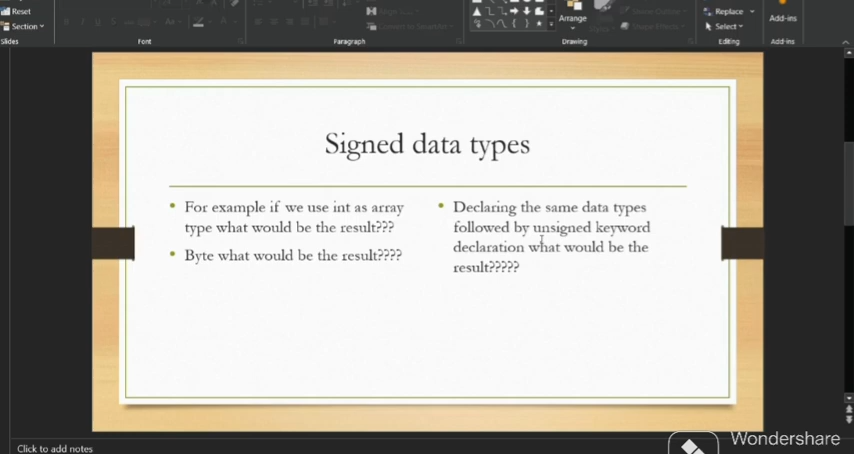 Reset
Section
Slides
Font
Paragraph
Arrange
Drawing
Replace
Select
Editing
Add-ins
Add-ins
Signed data types
• For example if we use int as array
type what would be the result???
• Byte what would be the result????
• Declaring the same data types
followed by unsigned keyword
declaration what would be the
result?????
Click to add notes
Wondershare